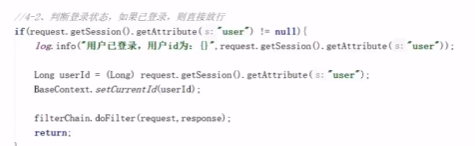 //4-2、判断登录状态，如果已登录，则直接放行
if(request.getSession().getAttribute(s:"user") != null){
log.info("用户已登录，用户id为：{}",request.getSession().getAttribute(s:"user"));
Long userId = (Long) request.getSession().getAttribute(s:"user");
BaseContext.setCurrentId(userId);
filterChain.doFilter(request,response);
return;